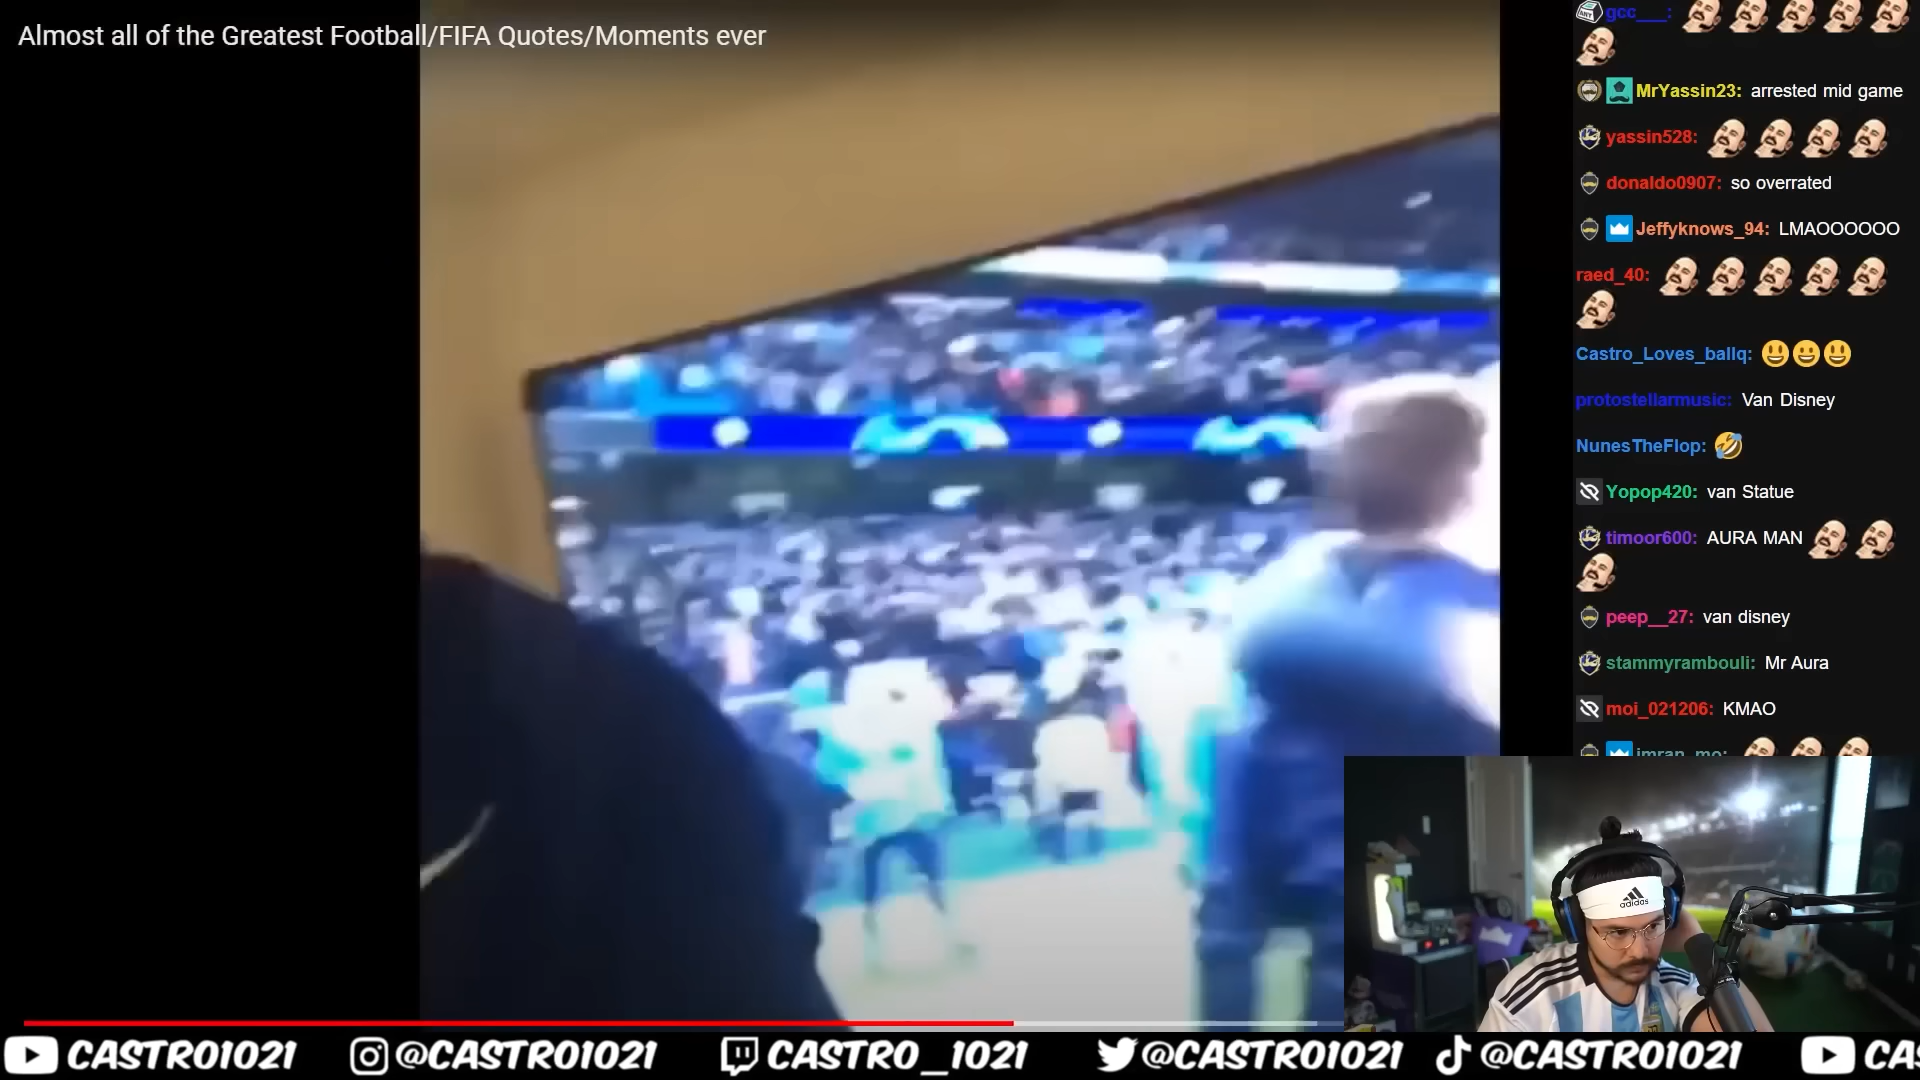 Almost all of the Greatest Football/FIFA Quotes/Moments ever
gcc___:
MrYassin23: arrested mid game
yassin528:
donaldo0907: so overrated
Jeffyknows_94: LMAOOOOOO
raed_40:
Castro_Loves_ballq:
protostellarmusic: Van Disney
NunesTheFlop:
Yopop420: van Statue
timoor600: AURA MAN
peep__27: van disney
stammyrambouli: Mr Aura
moi_021206: KMAO
imran_mo:
adidas
CASTRO1021 @CASTRO1021 CASTRO_1021 @CASTRO1021 @CASTRO1021 CAS